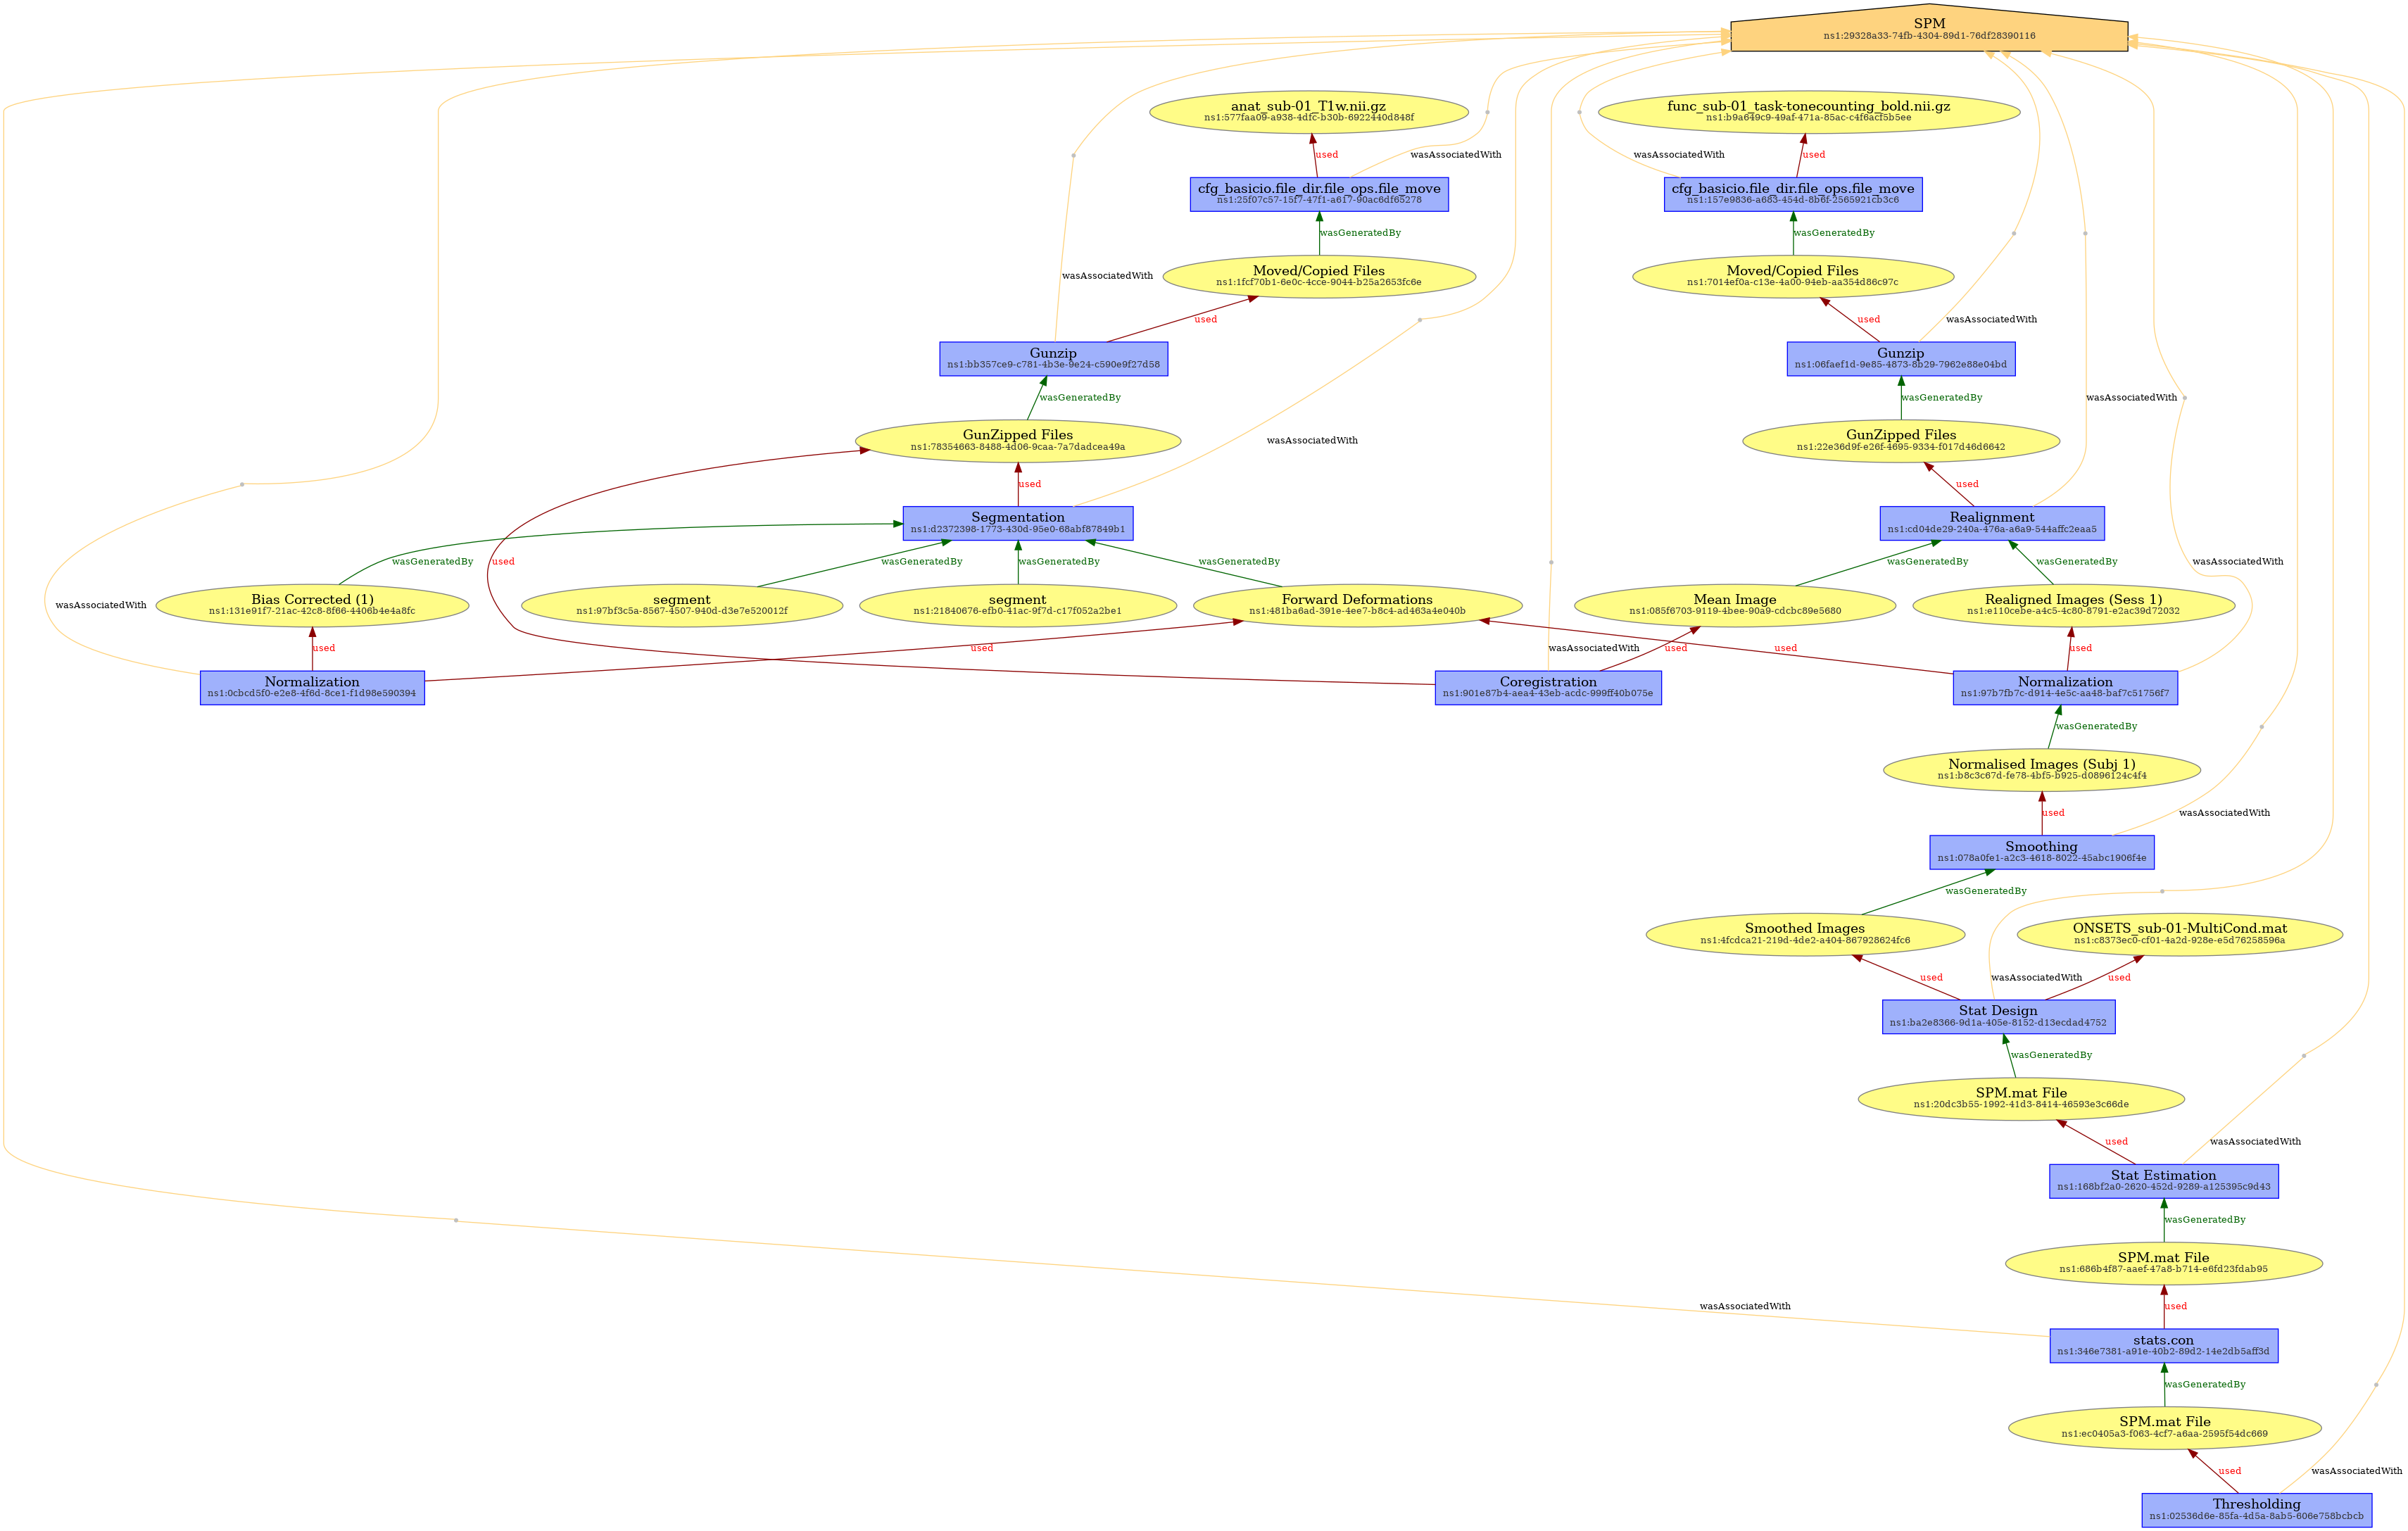 SPM
ns1:29328a33-74fb-4304-89d1-76df28390116
anat_sub-01_T1w.nii.gz
ns1:577faa09-a938-4dfc-b30b-6922440d848f
func_sub-01_task-tonecounting_bold.nii.gz
ns1:b9a649c9-49af-471a-85ac-c4f6acf5b5ee
used
wasAssociatedWith
wasAssociatedWith
used
cfg_basicio.file_dir.file_ops.file_move
ns1:25f07c57-15f7-47f1-a617-90ac6df65278
cfg_basicio.file_dir.file_ops.file_move
ns1:157e9836-a683-454d-8b6f-2565921cb3c6
wasGeneratedBy
wasGeneratedBy
wasAssociatedWith
Moved/Copied Files
ns1:1fcf70b1-6e0c-4cce-9044-b25a2653fc6e
Moved/Copied Files
ns1:7014ef0a-c13e-4a00-94eb-aa354d86c97c
used
used
wasAssociatedWith
Gunzip
ns1:bb357ce9-c781-4b3e-9e24-c590e9f27d58
Gunzip
ns1:06faef1d-9e85-4873-8b29-7962e88e04bd
wasGeneratedBy
wasGeneratedBy
wasAssociatedWith
GunZipped Files
ns1:78354663-8488-4d06-9caa-7a7dadcea49a
wasAssociatedWith
GunZipped Files
ns1:22e36d9f-e26f-4695-9334-f017d46d6642
used
used
Segmentation
ns1:d2372398-1773-430d-95e0-68abf87849b1
Realignment
ns1:cd04de29-240a-476a-a6a9-544affc2eaa5
wasGeneratedBy
used
wasGeneratedBy
wasGeneratedBy
wasGeneratedBy
wasGeneratedBy
wasGeneratedBy
wasAssociatedWith
wasAssociatedWith
Bias Corrected (1)
ns1:131e91f7-21ac-42c8-8f66-4406b4e4a8fc
segment
ns1:97bf3c5a-8567-4507-940d-d3e7e520012f
segment
ns1:21840676-efb0-41ac-9f7d-c17f052a2be1
Forward Deformations
ns1:481ba6ad-391e-4ee7-b8c4-ad463a4e040b
Mean Image
ns1:085f6703-9119-4bee-90a9-cdcbc89e5680
Realigned Images (Sess 1)
ns1:e110cebe-a4c5-4c80-8791-e2ac39d72032
used
used
wasAssociatedWith
used
used
used
Normalization
ns1:0cbcd5f0-e2e8-4f6d-8ce1-f1d98e590394
Coregistration
ns1:901e87b4-aea4-43eb-acdc-999ff40b075e
Normalization
ns1:97b7fb7c-d914-4e5c-aa48-baf7c51756f7
wasGeneratedBy
Normalised Images (Subj 1)
ns1:b8c3c67d-fe78-4bf5-b925-d0896124c4f4
used
wasAssociatedWith
Smoothing
ns1:078a0fe1-a2c3-4618-8022-45abc1906f4e
wasGeneratedBy
Smoothed Images
ns1:4fcdca21-219d-4de2-a404-867928624fc6
ONSETS_sub-01-MultiCond.mat
ns1:c8373ec0-cf01-4a2d-928e-e5d76258596a
used
wasAssociatedWith
used
Stat Design
ns1:ba2e8366-9d1a-405e-8152-d13ecdad4752
wasGeneratedBy
SPM.mat File
ns1:20dc3b55-1992-41d3-8414-46593e3c66de
used
wasAssociatedWith
Stat Estimation
ns1:168bf2a0-2620-452d-9289-a125395c9d43
wasGeneratedBy
SPM.mat File
ns1:686b4f87-aaef-47a8-b714-e6fd23fdab95
wasAssociatedWith
used
stats.con
ns1:346e7381-a91e-40b2-89d2-14e2db5aff3d
wasGeneratedBy
SPM.mat File
ns1:ec0405a3-f063-4cf7-a6aa-2595f54dc669
used
wasAssociatedWith
Thresholding
ns1:02536d6e-85fa-4d5a-8ab5-606e758bcbcb